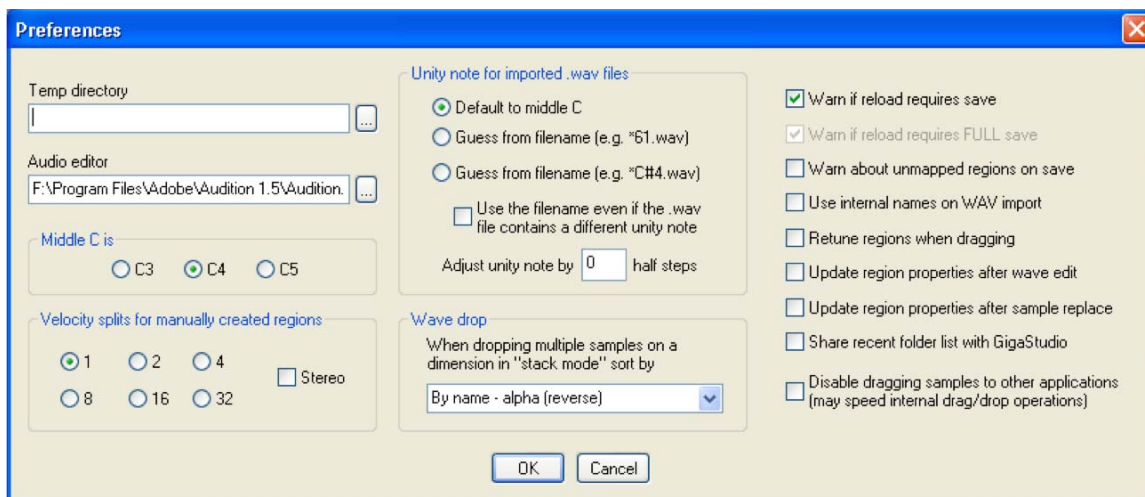 Preferences
Temp directory
...
Audio editor
F:\Program Files\Adobe\Audition 1.5\Audition.
...
Middle C is
C3 C4 C5
Velocity splits for manually created regions
1 2 4
8 16 32
Stereo
Unity note for imported .wav files
Default to middle C
Guess from filename (e.g. *61.wav)
Guess from filename (e.g. *C#4.wav)
Use the filename even if the .wav
file contains a different unity note
Adjust unity note by 0 half steps
Wave drop
When dropping multiple samples on a
dimension in "stack mode" sort by
By name - alpha (reverse)
Warn if reload requires save
Warn if reload requires FULL save
Warn about unmapped regions on save
Use internal names on WAV import
Retune regions when dragging
Update region properties after wave edit
Update region properties after sample replace
Share recent folder list with GigaStudio
Disable dragging samples to other applications
(may speed internal drag/drop operations)
OK Cancel